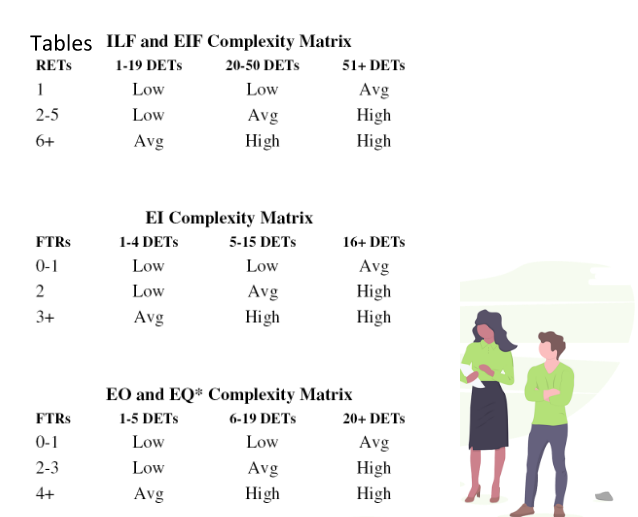 Tables ILF and EIF Complexity Matrix
RETs 1-19 DETs 20-50 DETs 51+ DETs
1 Low Low Avg
2-5 Low Avg High
6+ Avg High High
EI Complexity Matrix
FTRs 1-4 DETs 5-15 DETs 16+ DETs
0-1 Low Low Avg
2 Low Avg High
3+ Avg High High
EO and EQ* Complexity Matrix
FTRs 1-5 DETs 6-19 DETs 20+ DETs
0-1 Low Low Avg
2-3 Low Avg High
4+ Avg High High